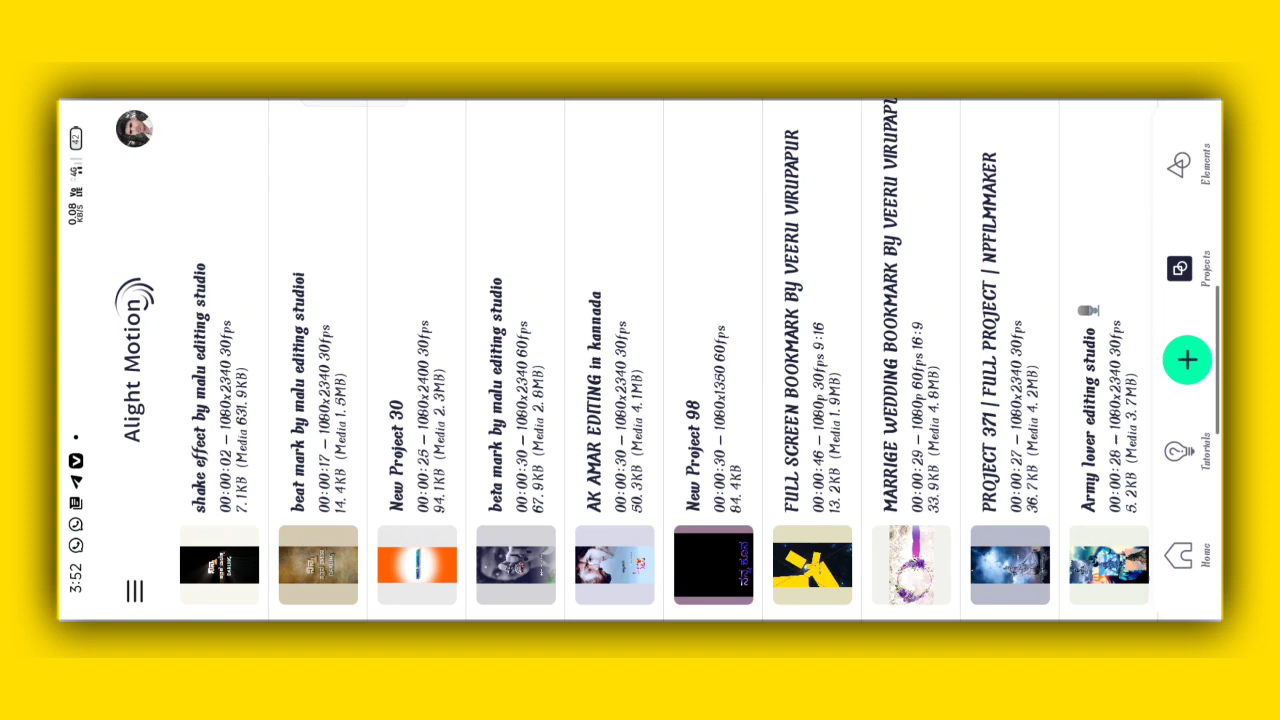 3:52
0.08 KB/S
Vo LTE
4G
42
Alight Motion
shake effect by malu editing studio
00:00:02 — 1080x2340 30fps
7.1KB (Media 631.9KB)
beat mark by malu editing studioi
00:00:17 — 1080x2340 30fps
14.4KB (Media 1.5MB)
New Project 30
00:00:25 — 1080x2400 30fps
94.1KB (Media 2.3MB)
beta mark by malu editing studio
00:00:30 — 1080x2340 60fps
67.9KB (Media 2.8MB)
AK AMAR EDITING in kannada
00:00:30 — 1080x2340 30fps
50.3KB (Media 4.1MB)
New Project 98
00:00:30 — 1080x1350 60fps
84.4KB
FULL SCREEN BOOKMARK BY VEERU VIRUPAPUR
00:00:46 — 1080p 30fps 9:16
13.2KB (Media 1.9MB)
MARRIGE WEDDING BOOKMARK BY VEERU VIRUPAPU
00:00:29 — 1080p 60fps 16:9
33.9KB (Media 4.8MB)
PROJECT 371 | FULL PROJECT | NPFILMMAKER
00:00:27 — 1080x2340 30fps
36.7KB (Media 4.2MB)
Army lover editing studio
00:00:28 — 1080x2340 30fps
5.2KB (Media 3.7MB)
Home
Tutorials
Projects
Elements